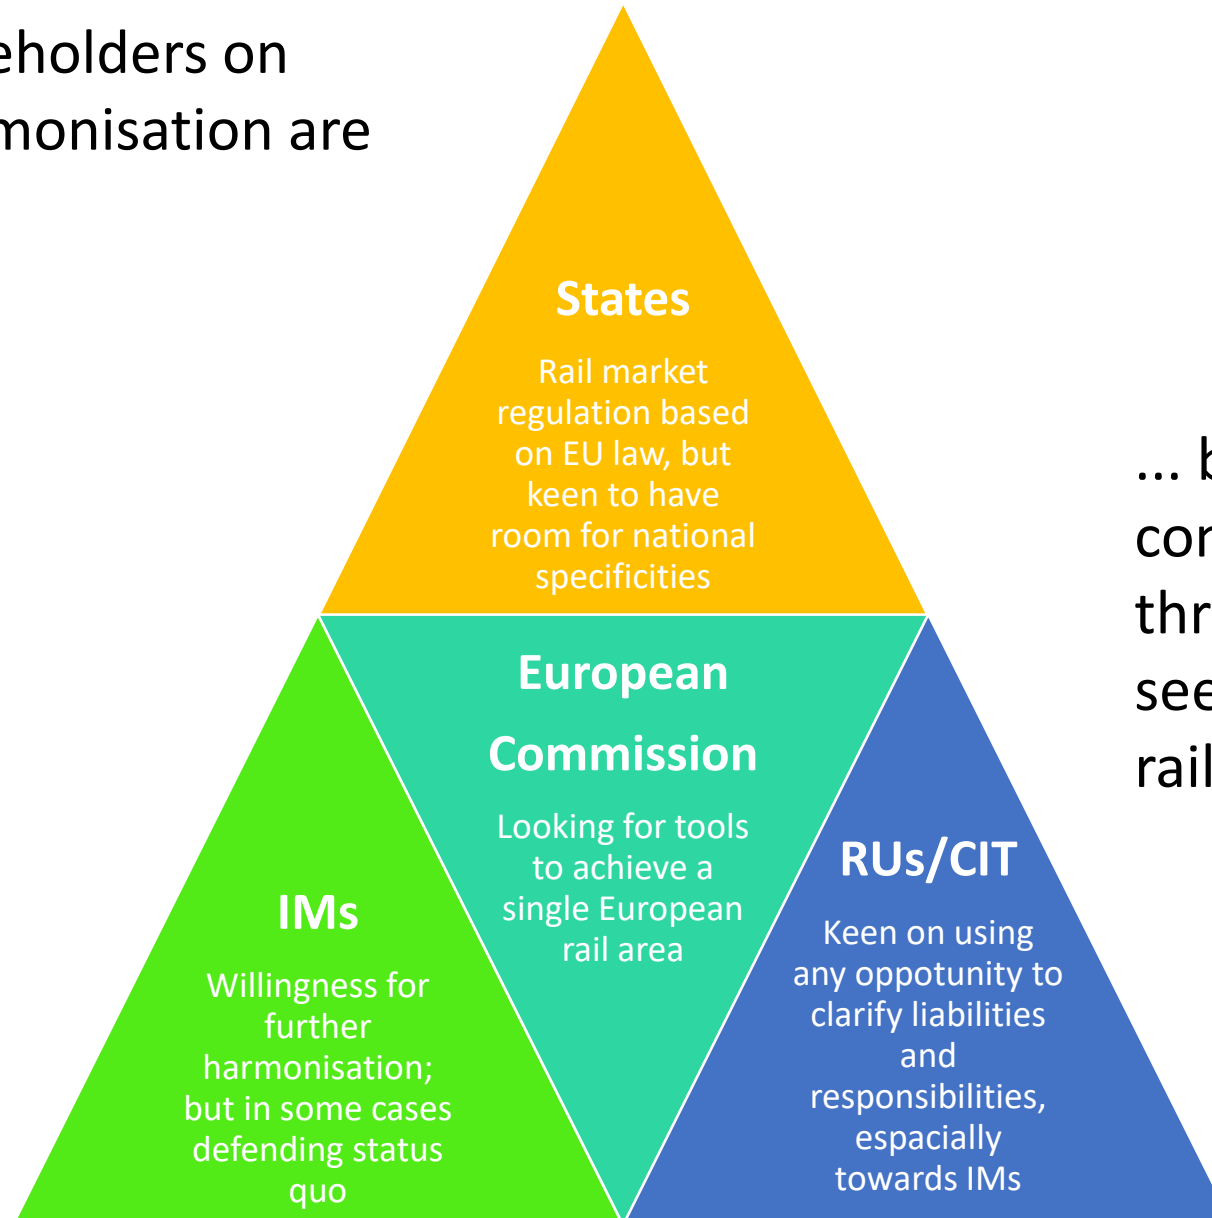 eholders on
monisation are
States
Rail market
regulation based
on EU law, but
keen to have
room for national
specificities
...
thr
see
rail
European
Commission
Looking for tools
to achieve a
single European
rail area
IMs
Willingness for
further
harmonisation;
but in some cases
defending status
quo
RUs/CIT
Keen on using
any oppotunity to
clarify liabilities
and
responsibilities,
espacially
towards IMs